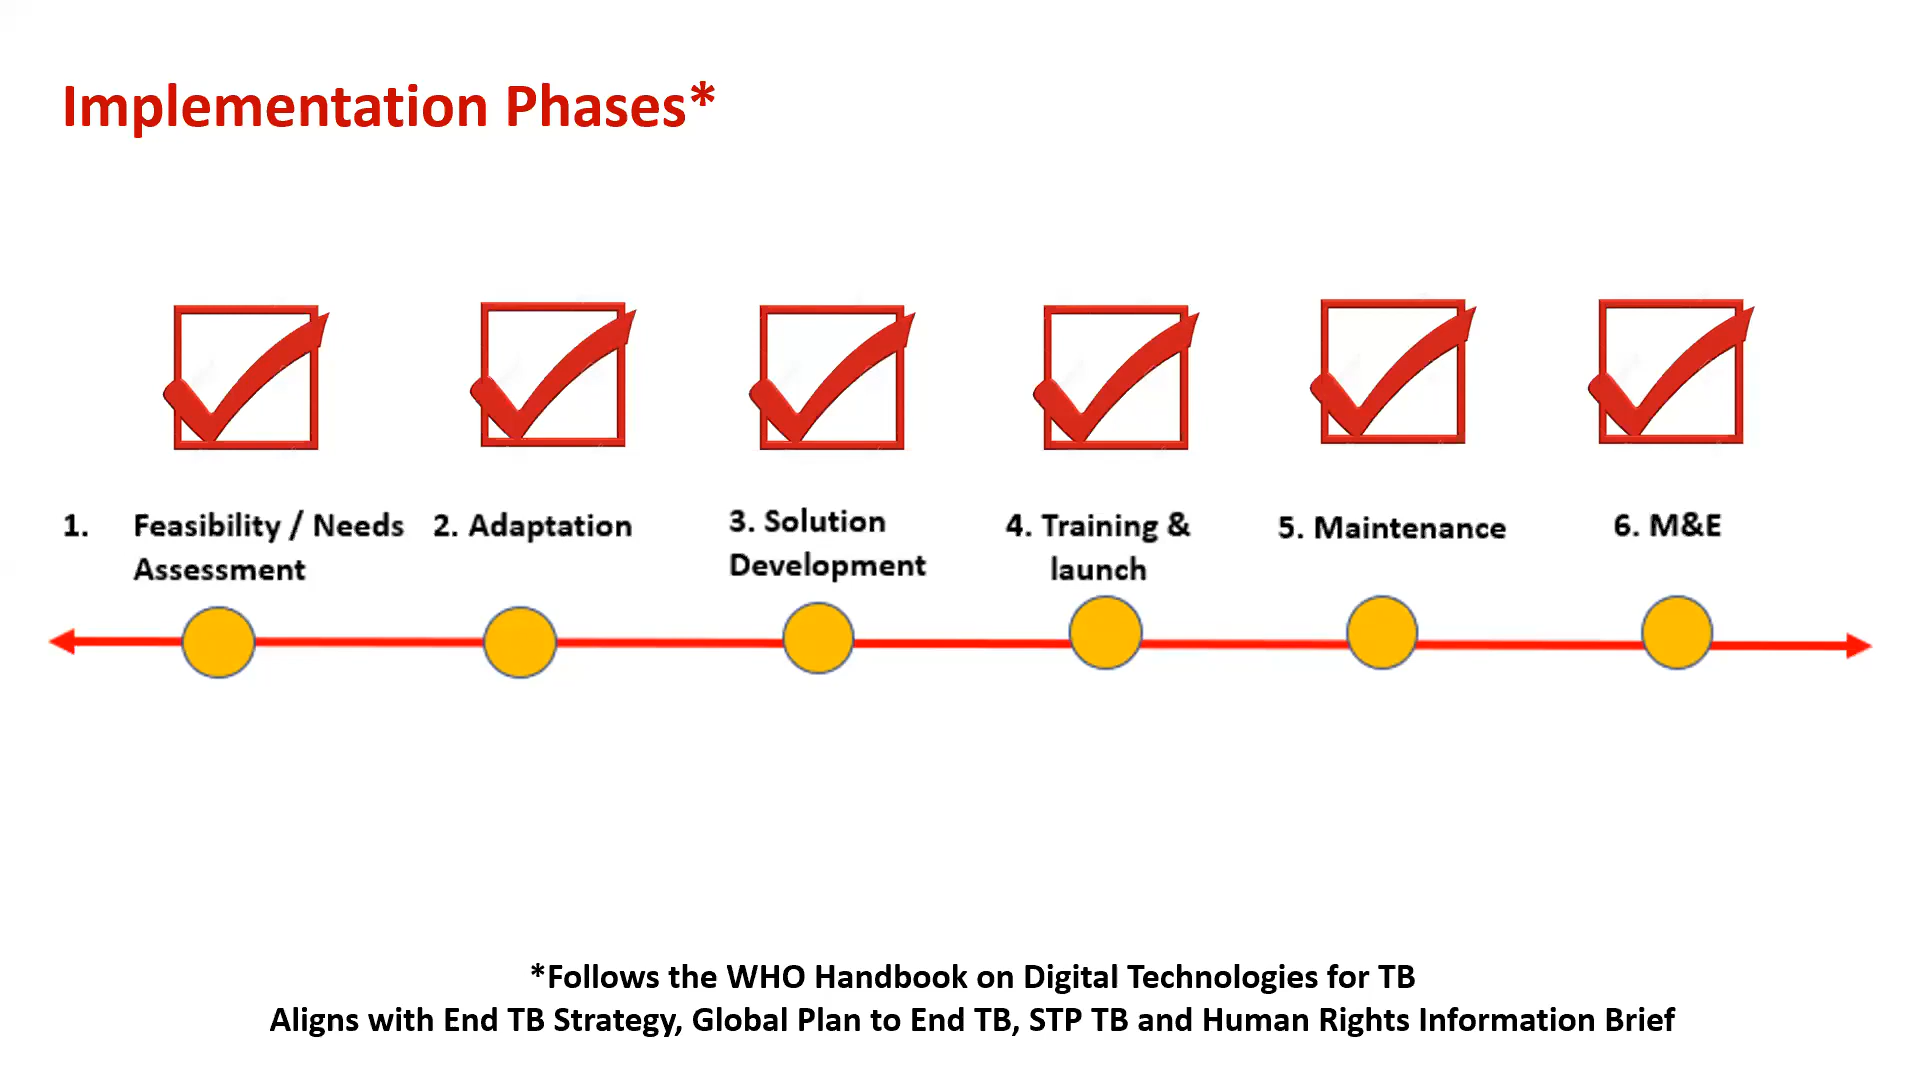 Implementation Phases*
1. Feasibility / Needs
Assessment
2. Adaptation
3. Solution
Development
4. Training &
launch
5. Maintenance
6. M&E
*Follows the WHO Handbook on Digital Technologies for TB
Aligns with End TB Strategy, Global Plan to End TB, STP TB and Human Rights Information Brief